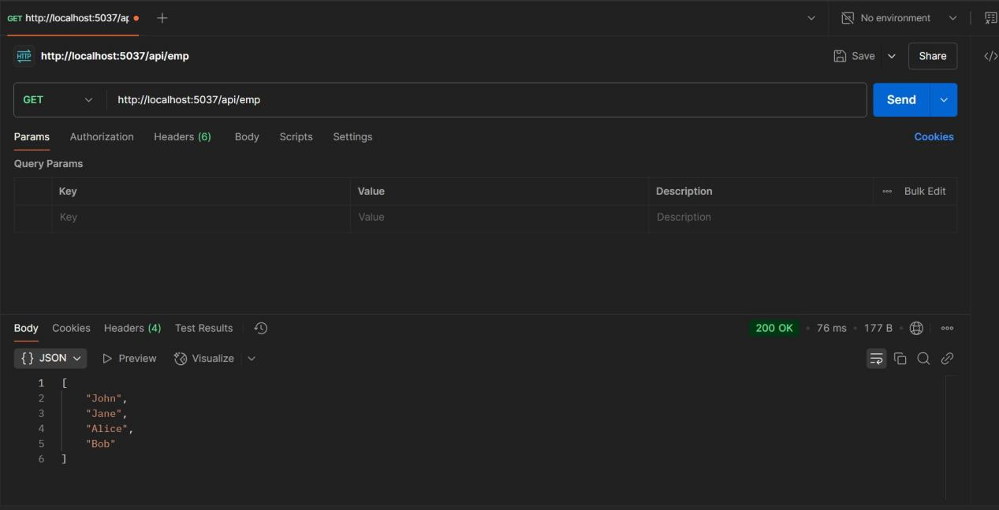 GET http://localhost:5037/ap No environment
HTTP http://localhost:5037/api/emp Save Share
GET http://localhost:5037/api/emp Send
Params Authorization Headers (6) Body Scripts Settings Cookies
Query Params
Key Value Description Bulk Edit
Key Value Description
Body Cookies Headers (4) Test Results 200 OK • 76 ms • 177 B •
{} JSON Preview Visualize
1 [
2 "John",
3 "Jane",
4 "Alice",
5 "Bob"
6 ]